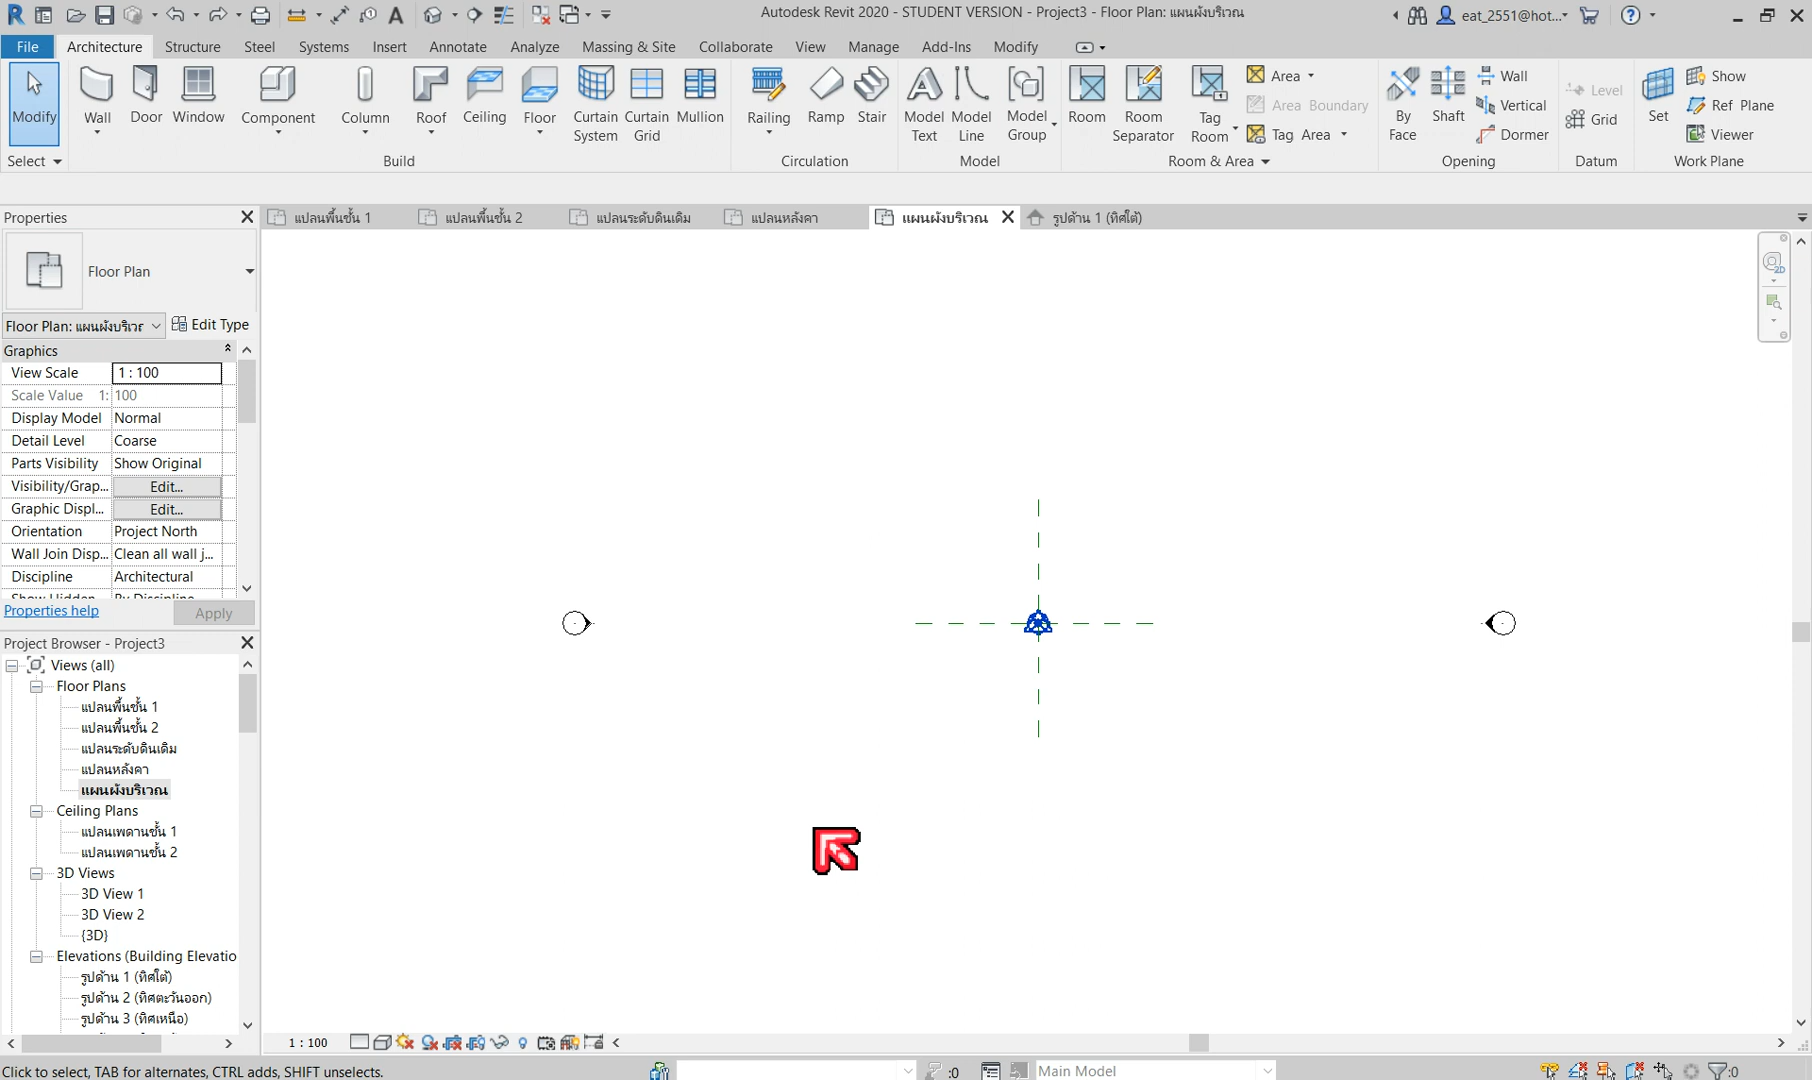 Autodesk Revit 2020 - STUDENT VERSION - Project3 - Floor Plan: แผนผังบริเวณ
eat_2551@hot...
File Architecture Structure Steel Systems Insert Annotate Analyze Massing & Site Collaborate View Manage Add-Ins Modify
Modify
Wall
Door
Window
Component
Column
Roof
Ceiling
Floor
Curtain System
Curtain Grid
Mullion
Railing
Ramp
Stair
Model Text
Model Line
Model Group
Room
Room Separator
Tag Room
Area
Area Boundary
Tag Area
By Face
Shaft
Wall
Vertical
Dormer
Level
Grid
Set
Show
Ref Plane
Viewer
Select
Build
Circulation
Model
Room & Area
Opening
Datum
Work Plane
Properties
แปลนพื้นชั้น 1
แปลนพื้นชั้น 2
แปลนระดับดินเดิม
แปลนหลังคา
แผนผังบริเวณ
รูปด้าน 1 (ทิศใต้)
Floor Plan
Floor Plan: แผนผังบริเวณ
Edit Type
Graphics
View Scale 1 : 100
Scale Value 1: 100
Display Model Normal
Detail Level Coarse
Parts Visibility Show Original
Visibility/Grap... Edit...
Graphic Displ... Edit...
Orientation Project North
Wall Join Disp... Clean all wall j...
Discipline Architectural
Show Hidden By Discipline
Properties help
Apply
Project Browser - Project3
Views (all)
Floor Plans
แปลนพื้นชั้น 1
แปลนพื้นชั้น 2
แปลนระดับดินเดิม
แปลนหลังคา
แผนผังบริเวณ
Ceiling Plans
แปลนเพดานชั้น 1
แปลนเพดานชั้น 2
3D Views
3D View 1
3D View 2
{3D}
Elevations (Building Elevatio
รูปด้าน 1 (ทิศใต้)
รูปด้าน 2 (ทิศตะวันออก)
รูปด้าน 3 (ทิศเหนือ)
1 : 100
Click to select, TAB for alternates, CTRL adds, SHIFT unselects.
:0
Main Model
:0
2D